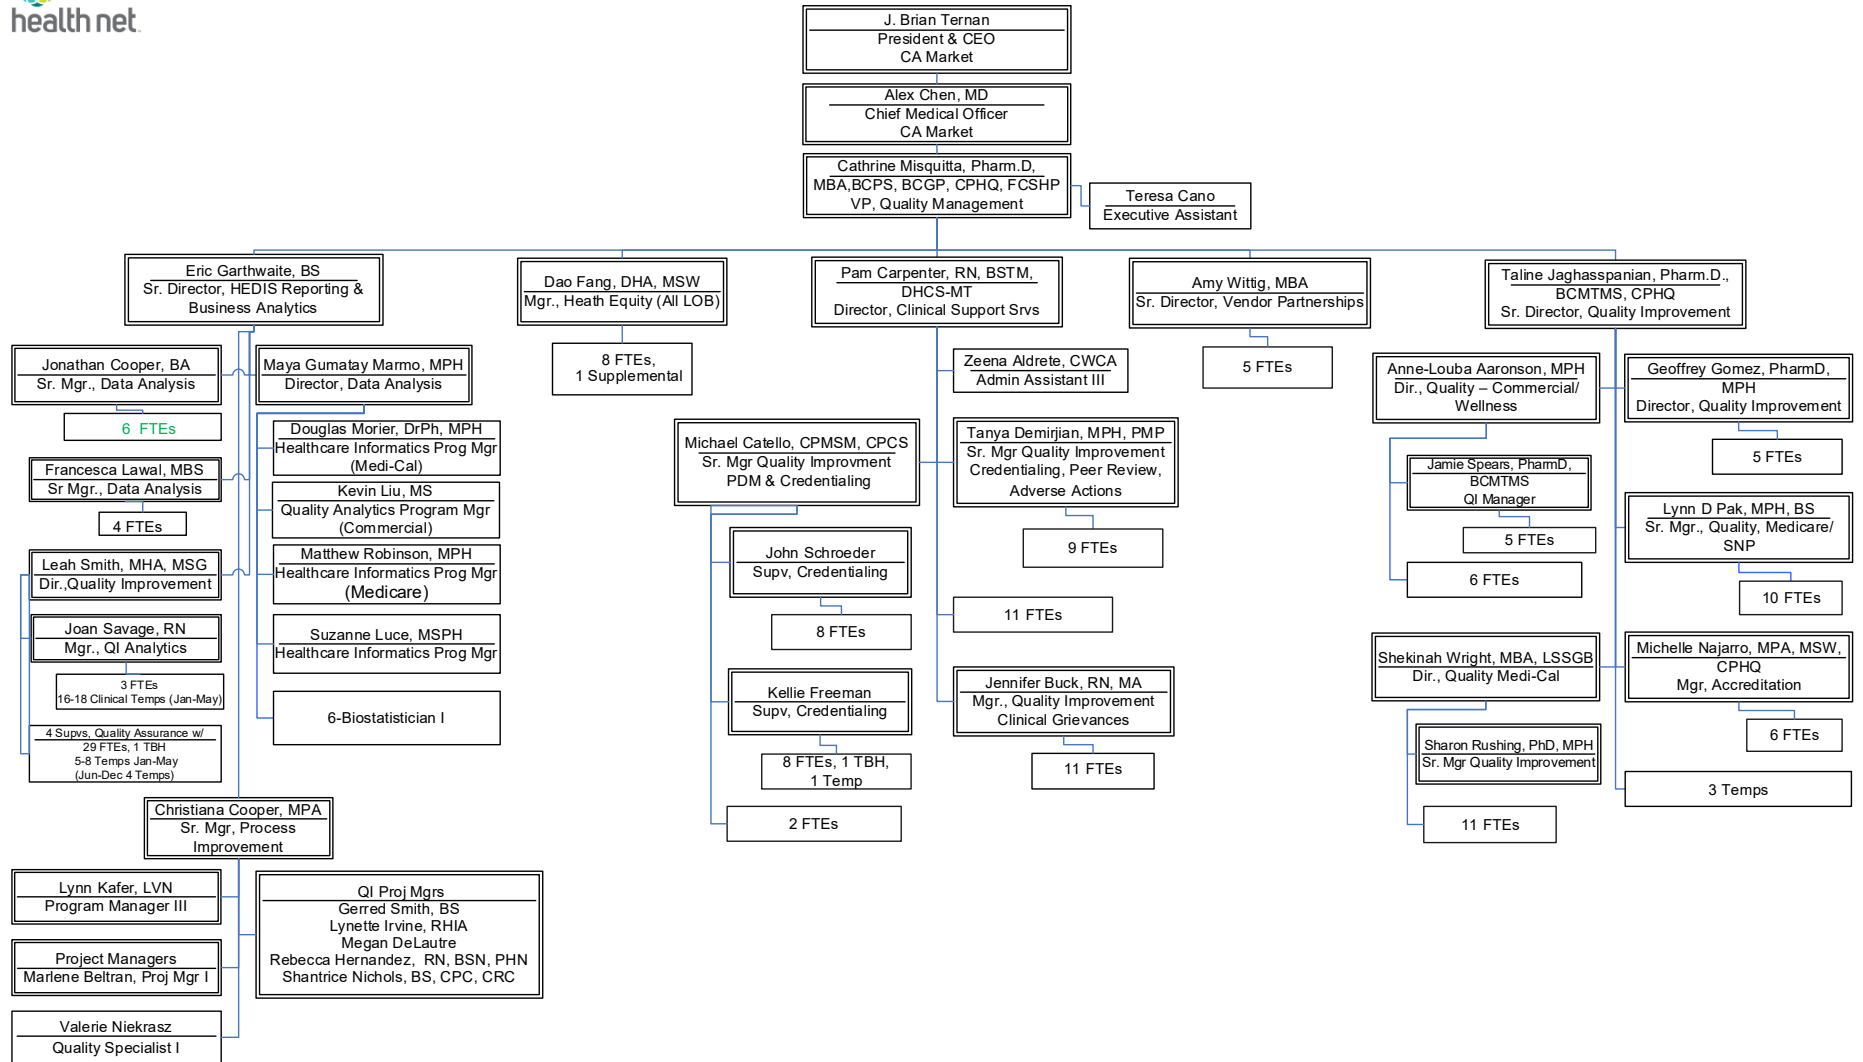 health net
J. Brian Ternan
President & CEO
CA Market
Alex Chen, MD
Chief Medical Officer
CA Market
Cathrine Misquitta, Pharm.D,
MBA,BCPS, BCGP, CPHQ, FCSHP
VP, Quality Management
Teresa Cano
Executive Assistant
Eric Garthwaite, BS
Sr. Director, HEDIS Reporting &
Business Analytics
Jonathan Cooper, BA
Sr. Mgr., Data Analysis
6 FTEs
Maya Gumatay Marmo, MPH
Director, Data Analysis
Douglas Morier, DrPh, MPH
Healthcare Informatics Prog Mgr
(Medi-Cal)
Kevin Liu, MS
Quality Analytics Program Mgr
(Commercial)
Matthew Robinson, MPH
Healthcare Informatics Prog Mgr
(Medicare)
Suzanne Luce, MSPH
Healthcare Informatics Prog Mgr
6-Biostatistician I
Francesca Lawal, MBS
Sr Mgr., Data Analysis
4 FTEs
Leah Smith, MHA, MSG
Dir.,Quality Improvement
Joan Savage, RN
Mgr., QI Analytics
3 FTEs
16-18 Clinical Temps (Jan-May)
4 Supvs, Quality Assurance w/
29 FTEs, 1 TBH
5-8 Temps Jan-May
(Jun-Dec 4 Temps)
Christiana Cooper, MPA
Sr. Mgr, Process
Improvement
Lynn Kafer, LVN
Program Manager III
Project Managers
Marlene Beltran, Proj Mgr I
Valerie Niekrasz
Quality Specialist I
QI Proj Mgrs
Gerred Smith, BS
Lynette Irvine, RHIA
Megan DeLautre
Rebecca Hernandez, RN, BSN, PHN
Shantrice Nichols, BS, CPC, CRC
Dao Fang, DHA, MSW
Mgr., Heath Equity (All LOB)
8 FTEs,
1 Supplemental
Pam Carpenter, RN, BSTM,
DHCS-MT
Director, Clinical Support Srvs
Zeena Aldrete, CWCA
Admin Assistant III
Michael Catello, CPMSM, CPCS
Sr. Mgr Quality Improvment
PDM & Credentialing
John Schroeder
Supv, Credentialing
8 FTEs
Kellie Freeman
Supv, Credentialing
8 FTEs, 1 TBH,
1 Temp
2 FTEs
Tanya Demirjian, MPH, PMP
Sr. Mgr Quality Improvement
Credentialing, Peer Review,
Adverse Actions
9 FTEs
11 FTEs
Jennifer Buck, RN, MA
Mgr., Quality Improvement
Clinical Grievances
11 FTEs
Amy Wittig, MBA
Sr. Director, Vendor Partnerships
5 FTEs
Taline Jaghasspanian, Pharm.D.,
BCMTMS, CPHQ
Sr. Director, Quality Improvement
Anne-Louba Aaronson, MPH
Dir., Quality – Commercial/
Wellness
Jamie Spears, PharmD,
BCMTMS
QI Manager
5 FTEs
6 FTEs
Geoffrey Gomez, PharmD,
MPH
Director, Quality Improvement
5 FTEs
Lynn D Pak, MPH, BS
Sr. Mgr., Quality, Medicare/
SNP
10 FTEs
Shekinah Wright, MBA, LSSGB
Dir., Quality Medi-Cal
Sharon Rushing, PhD, MPH
Sr. Mgr Quality Improvement
11 FTEs
Michelle Najarro, MPA, MSW,
CPHQ
Mgr, Accreditation
6 FTEs
3 Temps